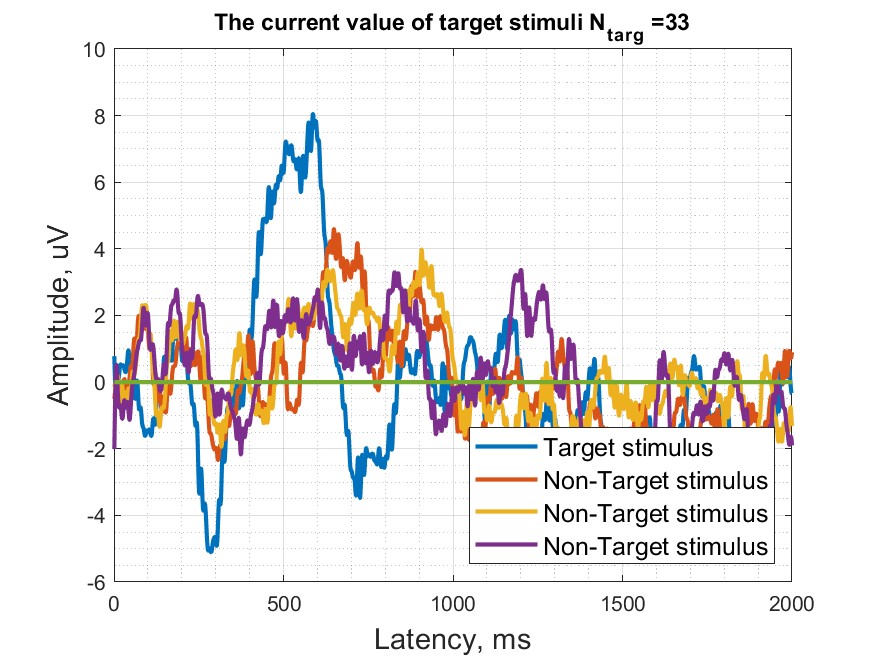 The current value of target stimuli N_targ =33
10
8
6
4
2
0
-2
-4
-6
Amplitude, uV
Target stimulus
Non-Target stimulus
Non-Target stimulus
Non-Target stimulus
0 500 1000 1500 2000
Latency, ms